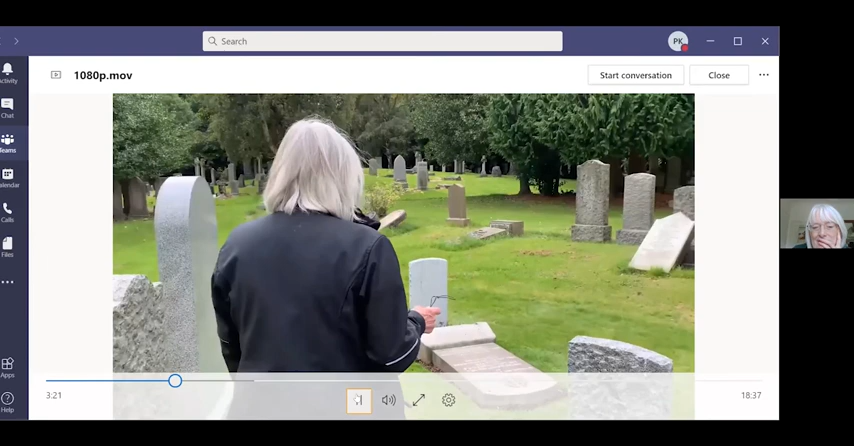 Search
PK
1080p.mov
Start conversation
Close
Activity
Chat
Teams
Calendar
Calls
Files
Apps
Help
3:21
18:37